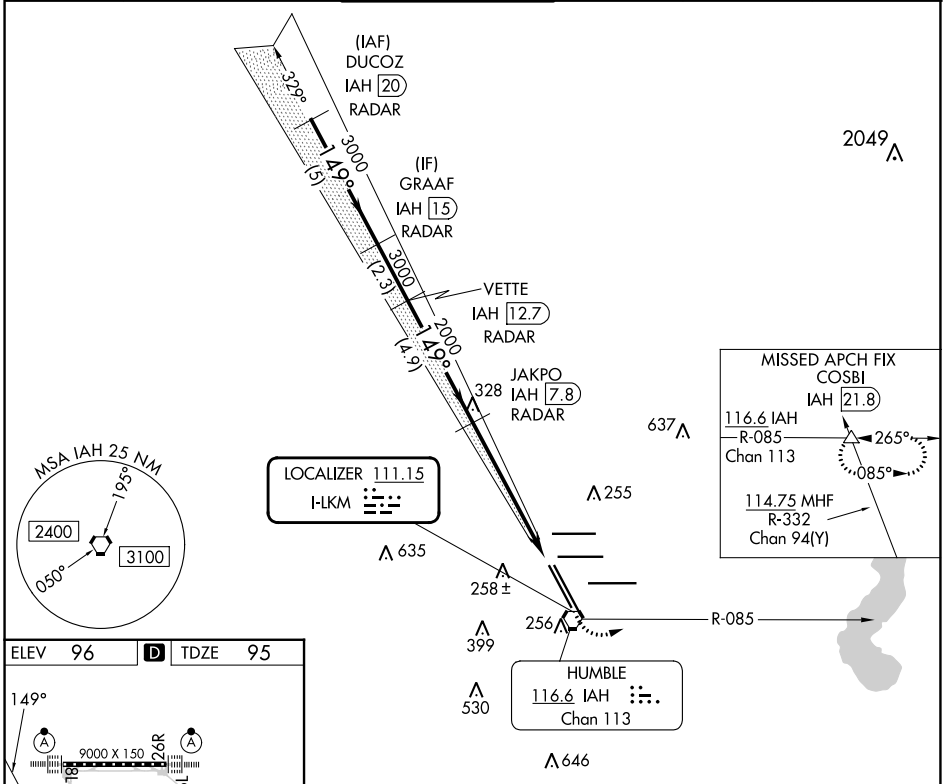 (IAF)
DUCOZ
IAH 20
RADAR
329°
3000
149°
(5)
(IF)
GRAAF
IAH 15
RADAR
2049
3000
(2.3)
VETTE
IAH 12.7
RADAR
2000
149°
(4.9)
328
JAKPO
IAH 7.8
RADAR
637
MISSED APCH FIX
COSBI
IAH 21.8
116.6 IAH
R-085
Chan 113
265°
085°
114.75 MHF
R-332
Chan 94(Y)
MSA IAH 25 NM
195°
2400
3100
050°
LOCALIZER 111.15
I-LKM
255
635
258 ±
256
R-085
399
530
HUMBLE
116.6 IAH
Chan 113
646
ELEV 96 D TDZE 95
149°
A
A
9000 X 150
26R